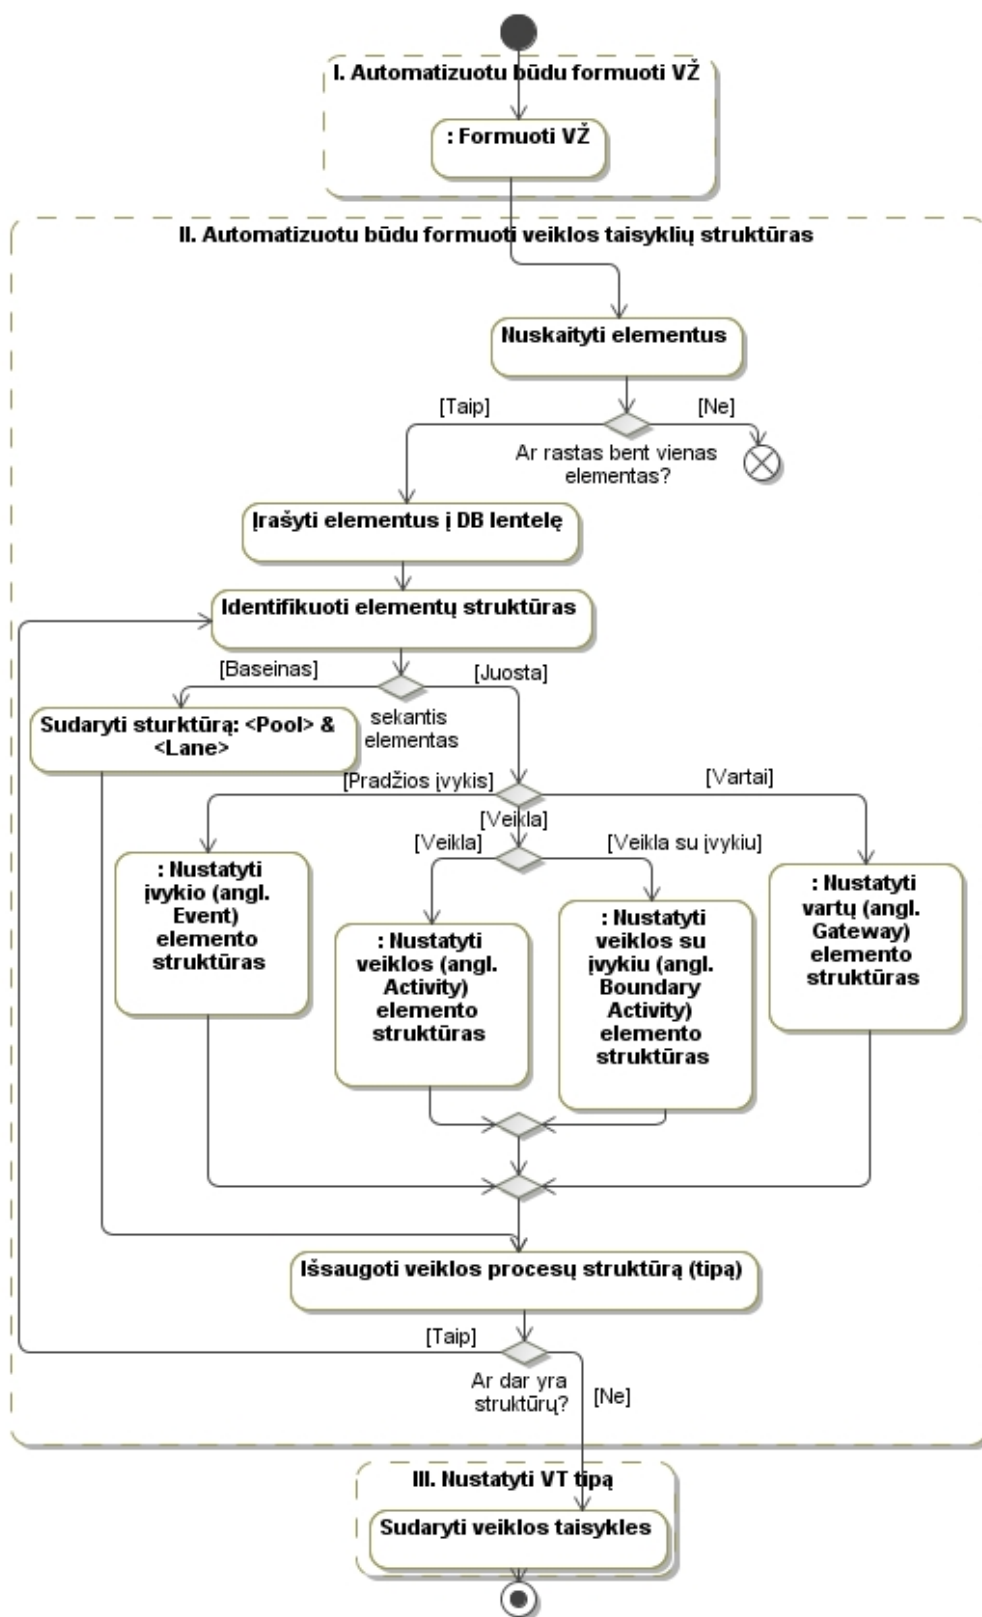 I. Automatizuotu būdu formuoti VŽ
: Formuoti VŽ
II. Automatizuotu būdu formuoti veiklos taisyklių struktūras
Nuskaityti elementus
[Taip]
[Ne]
Ar rastas bent vienas
elementas?
Įrašyti elementus į DB lentelę
Identifikuoti elementų struktūras
[Baseinas]
[Juosta]
sekantis
elementas
Sudaryti sturktūrą: <Pool> &
<Lane>
[Pradžios įvykis]
[Vartai]
[Veikla]
[Veikla]
[Veikla su įvykiu]
: Nustatyti
įvykio (angl.
Event)
elemento
struktūras
: Nustatyti
veiklos (angl.
Activity)
elemento
struktūras
: Nustatyti
veiklos su
įvykiu (angl.
Boundary
Activity)
elemento
struktūras
: Nustatyti
vartų (angl.
Gateway)
elemento
struktūras
Išsaugoti veiklos procesų struktūrą (tipą)
[Taip]
Ar dar yra
struktūrų?
[Ne]
III. Nustatyti VT tipą
Sudaryti veiklos taisykles